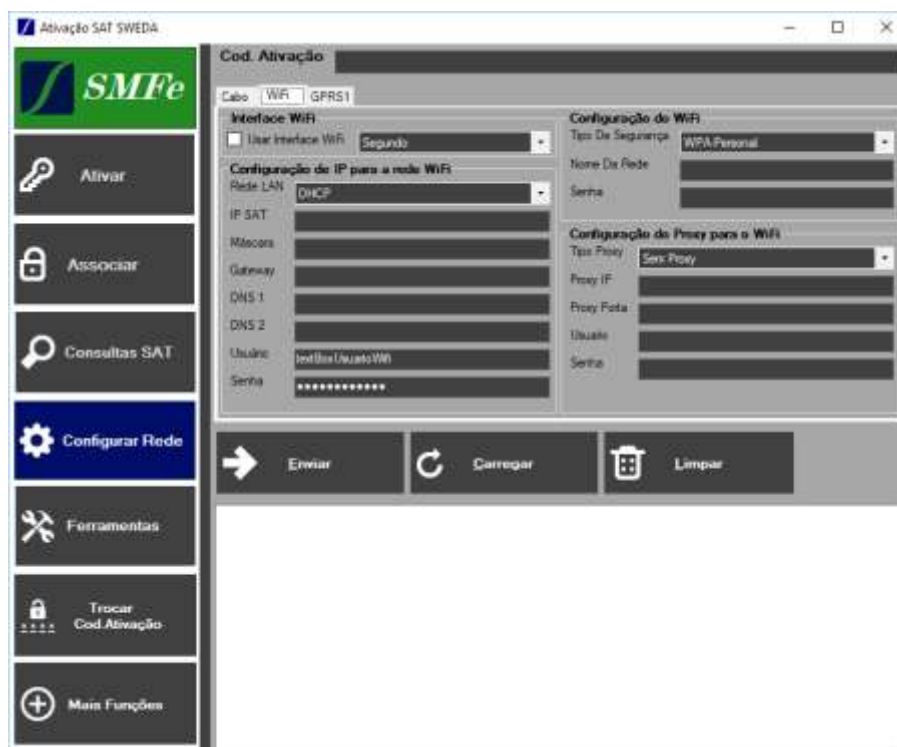 Ativação SAT SWEDA
SMFe
Ativar
Associar
Consultas SAT
Configurar Rede
Ferramentas
Trocar
Cod.Ativação
Mais Funções
Cod. Ativação
Cabo WiFi GPRS1
Interface WiFi
Usar Interface WiFi Segundo
Configuração de IP para a rede WiFi
Rede LAN DHCP
IP SAT
Máscara
Gateway
DNS 1
DNS 2
Usuário textBoxUsuarioWifi
Senha ************
Configuração do WiFi
Tipo De Segurança WPA-Personal
Nome Da Rede
Senha
Configuração do Proxy para o WiFi
Tipo Proxy Sem Proxy
Proxy IP
Proxy Porta
Usuario
Senha
Enviar
Carregar
Limpar